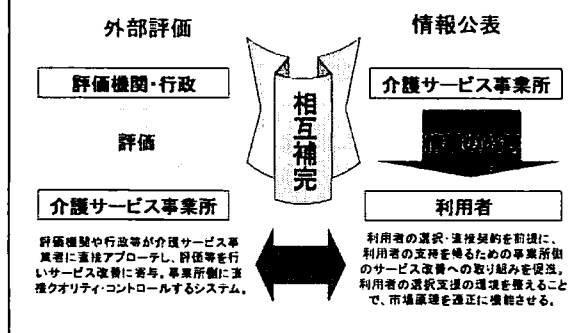 外部評価
情報公表
評価機関・行政
介護サービス事業所
相互補完
評価
介護サービス事業所
利用者
評価機関や行政等が介護サービス事
業者に直接アプローチし、評価等を行
いサービス改善に寄与。事業所側に直
接クオリティ・コントロールするシステム。
利用者の選択・直接契約を前提に、
利用者の支持を得るための事業所側
のサービス改善への取り組みを促進。
利用者の選択支援の環境を整えること
で、市場原理を適正に機能させる。